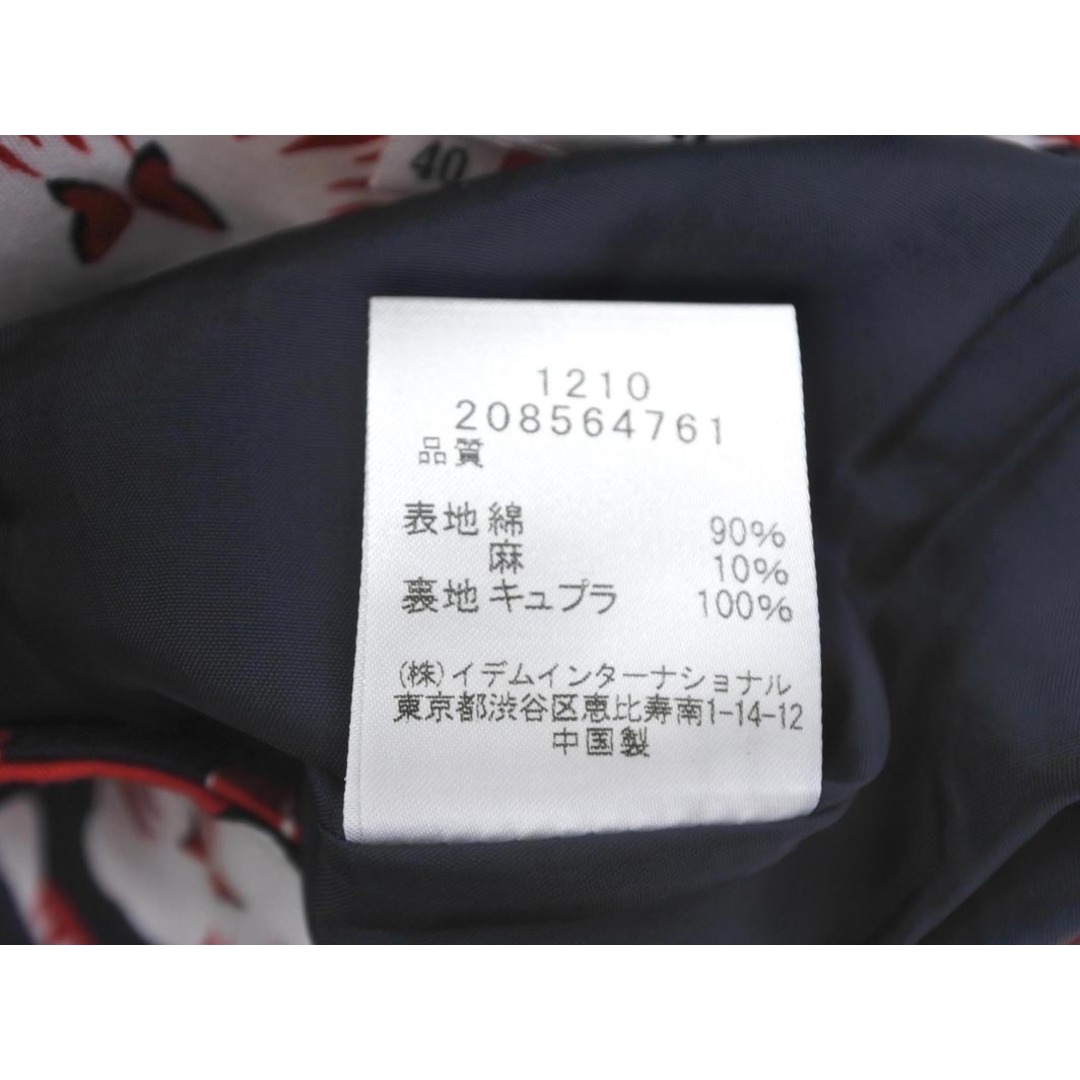 40
1210
208564761
品質
表地 綿 90%
麻 10%
裏地 キュプラ 100%
(株)イデムインターナショナル
東京都渋谷区恵比寿南1-14-12
中国製